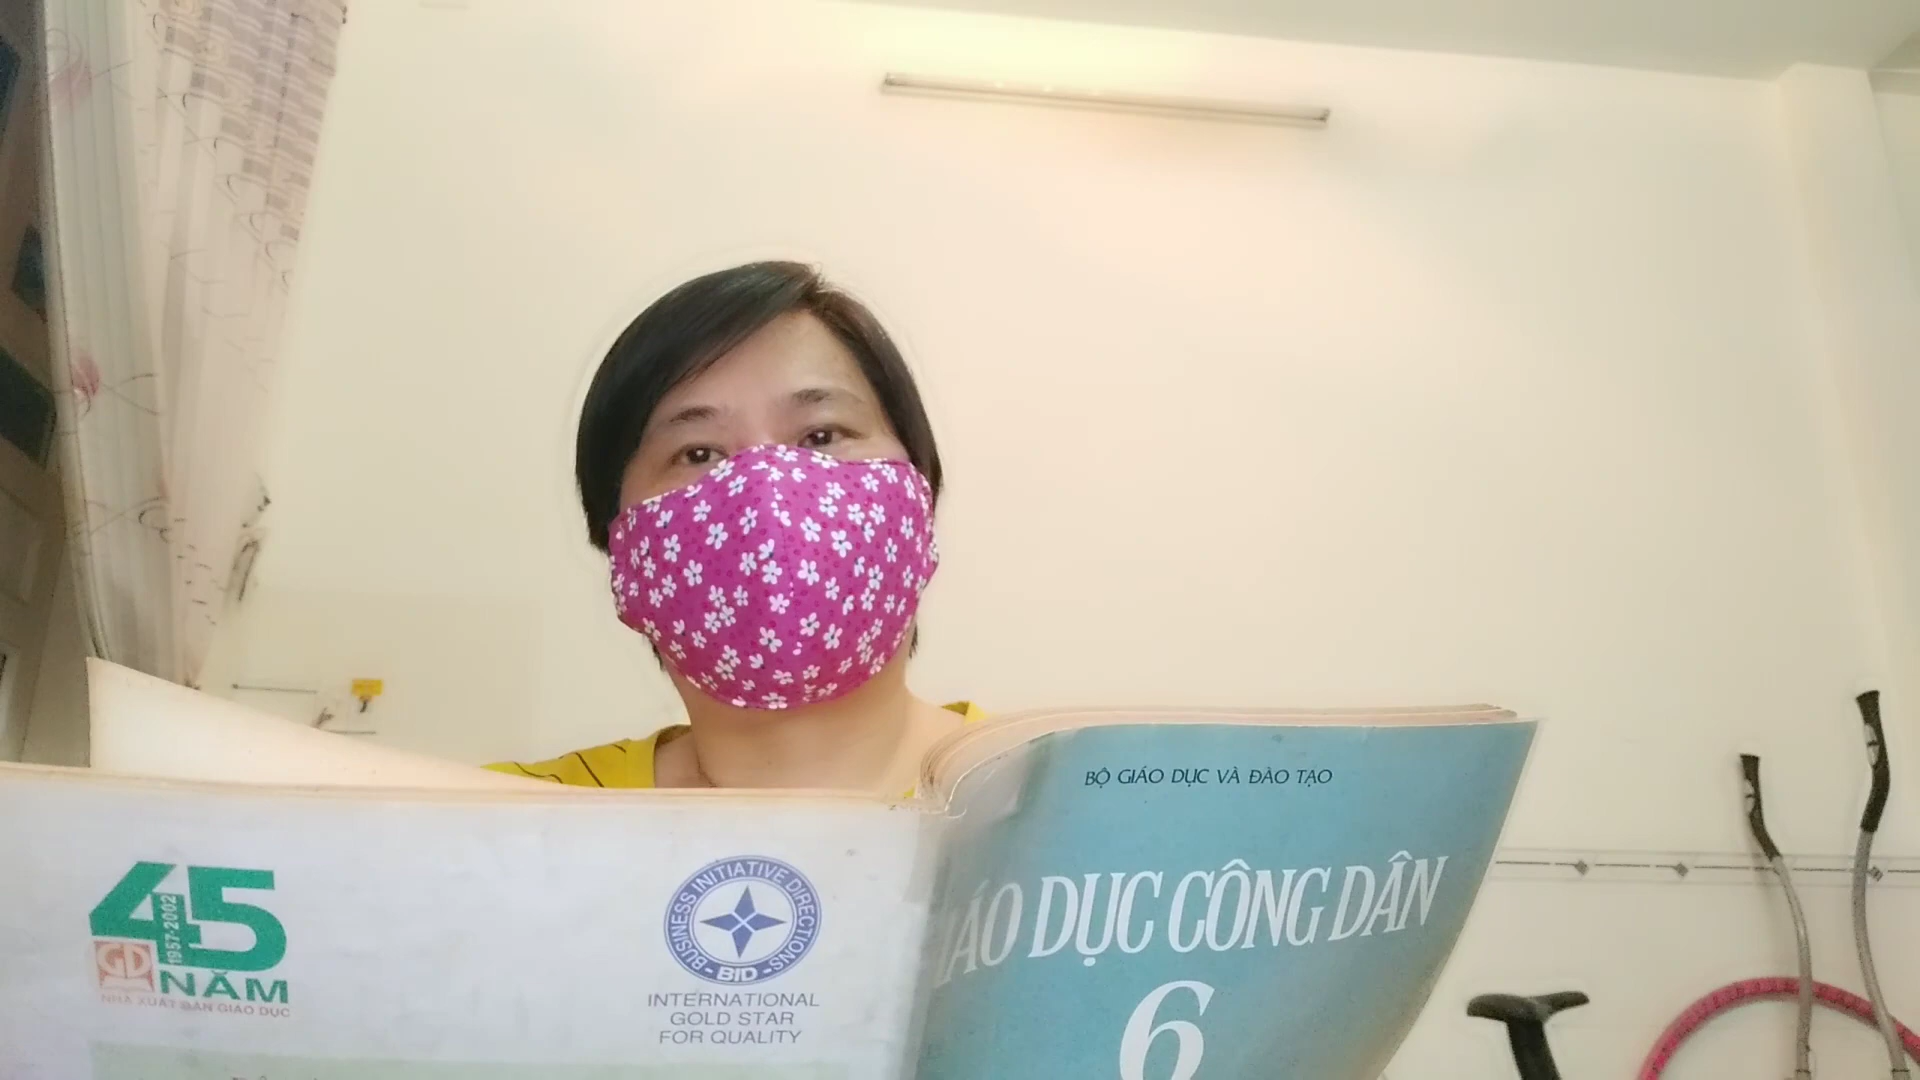 45
1957-2002
GD
NĂM
NHÀ XUẤT BẢN GIÁO DỤC
BUSINESS INITIATIVE DIRECTIONS
- BID -
INTERNATIONAL
GOLD STAR
FOR QUALITY
BỘ GIÁO DỤC VÀ ĐÀO TẠO
IÁO DỤC CÔNG DÂN
6